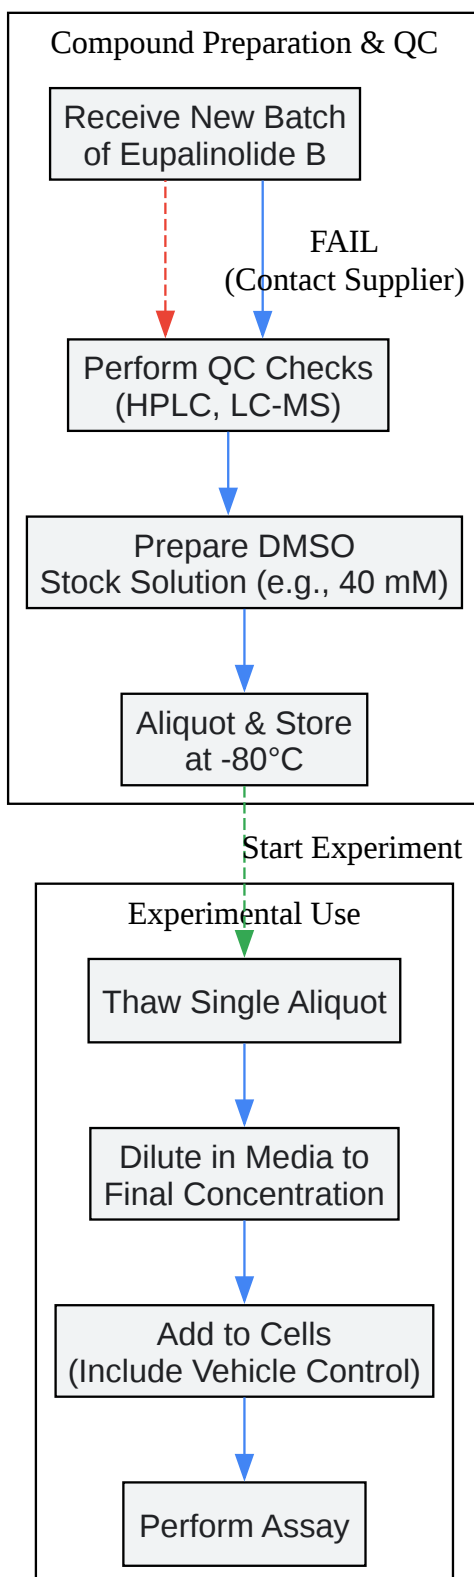 Compound Preparation & QC
Receive New Batch
of Eupalinolide B
FAIL
(Contact Supplier)
Perform QC Checks
(HPLC, LC-MS)
Prepare DMSO
Stock Solution (e.g., 40 mM)
Aliquot & Store
at -80°C
Start Experiment
Experimental Use
Thaw Single Aliquot
Dilute in Media to
Final Concentration
Add to Cells
(Include Vehicle Control)
Perform Assay